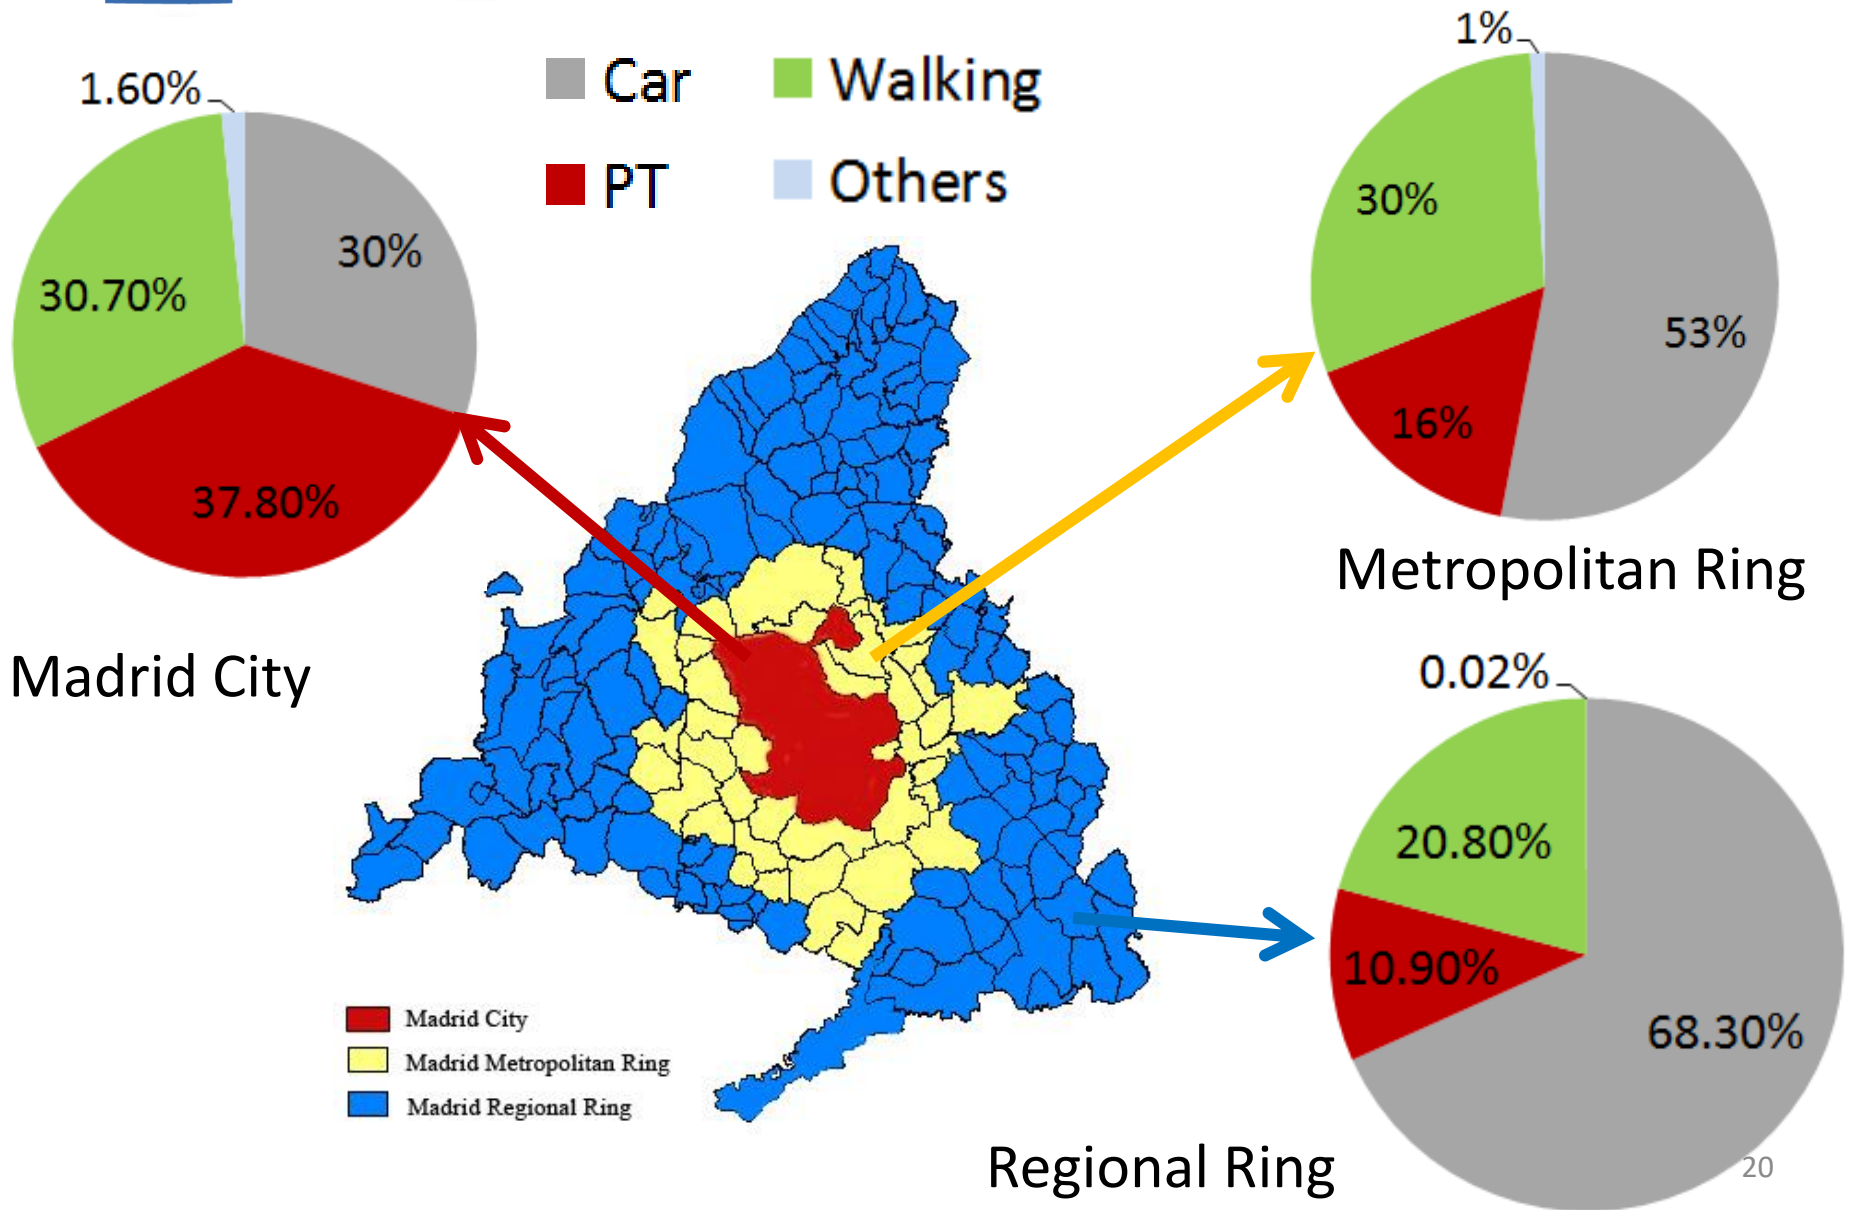 1.60%
30%
30.70%
37.80%
Madrid City
Car
Walking
PT
Others
1%
30%
53%
16%
Metropolitan Ring
0.02%
20.80%
10.90%
68.30%
Regional Ring
Madrid City
Madrid Metropolitan Ring
Madrid Regional Ring
20